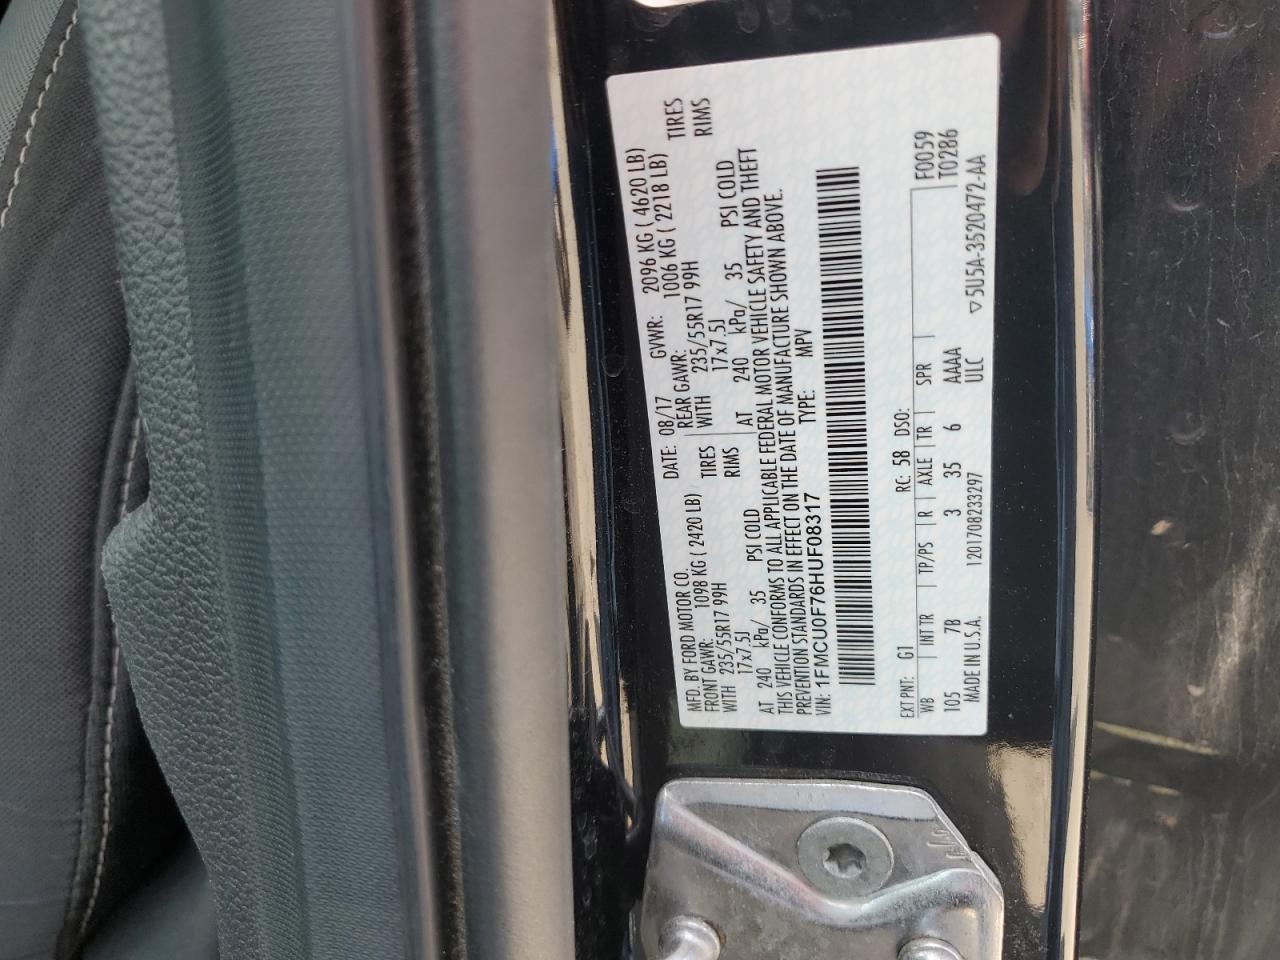 MFD. BY FORD MOTOR CO. DATE: 08/17 GVWR: 2096 KG ( 4620 LB)
FRONT GAWR: 1098 KG ( 2420 LB) REAR GAWR: 1006 KG ( 2218 LB)
WITH 235/55R17 99H TIRES WITH 235/55R17 99H TIRES
17x7.5J RIMS 17x7.5J RIMS
AT 240 kPa/ 35 PSI COLD AT 240 kPa/ 35 PSI COLD
THIS VEHICLE CONFORMS TO ALL APPLICABLE FEDERAL MOTOR VEHICLE SAFETY AND THEFT
PREVENTION STANDARDS IN EFFECT ON THE DATE OF MANUFACTURE SHOWN ABOVE.
VIN: 1FMCU0F76HUF08317 TYPE: MPV
EXT PNT: G1 RC: 58 DSO: F0059
WB INT TR TP/PS R AXLE TR SPR T0286
105 7B 3 35 6 AAAA
MADE IN U.S.A. 1201708233297 ULC ▽5U5A-3520472-AA